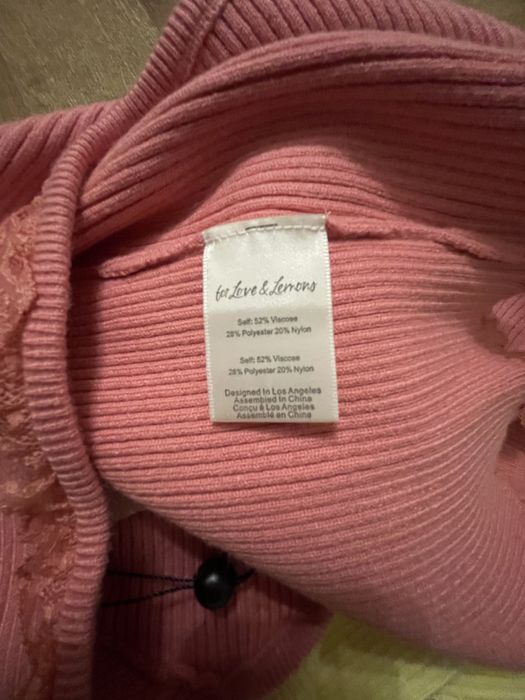 for Love & Lemons
Self: 52% Viscose
28% Polyester 20% Nylon
Self: 52% Viscose
28% Polyester 20% Nylon
Designed In Los Angeles
Assembled In China
Conçu à Los Angeles
Assemblé en China